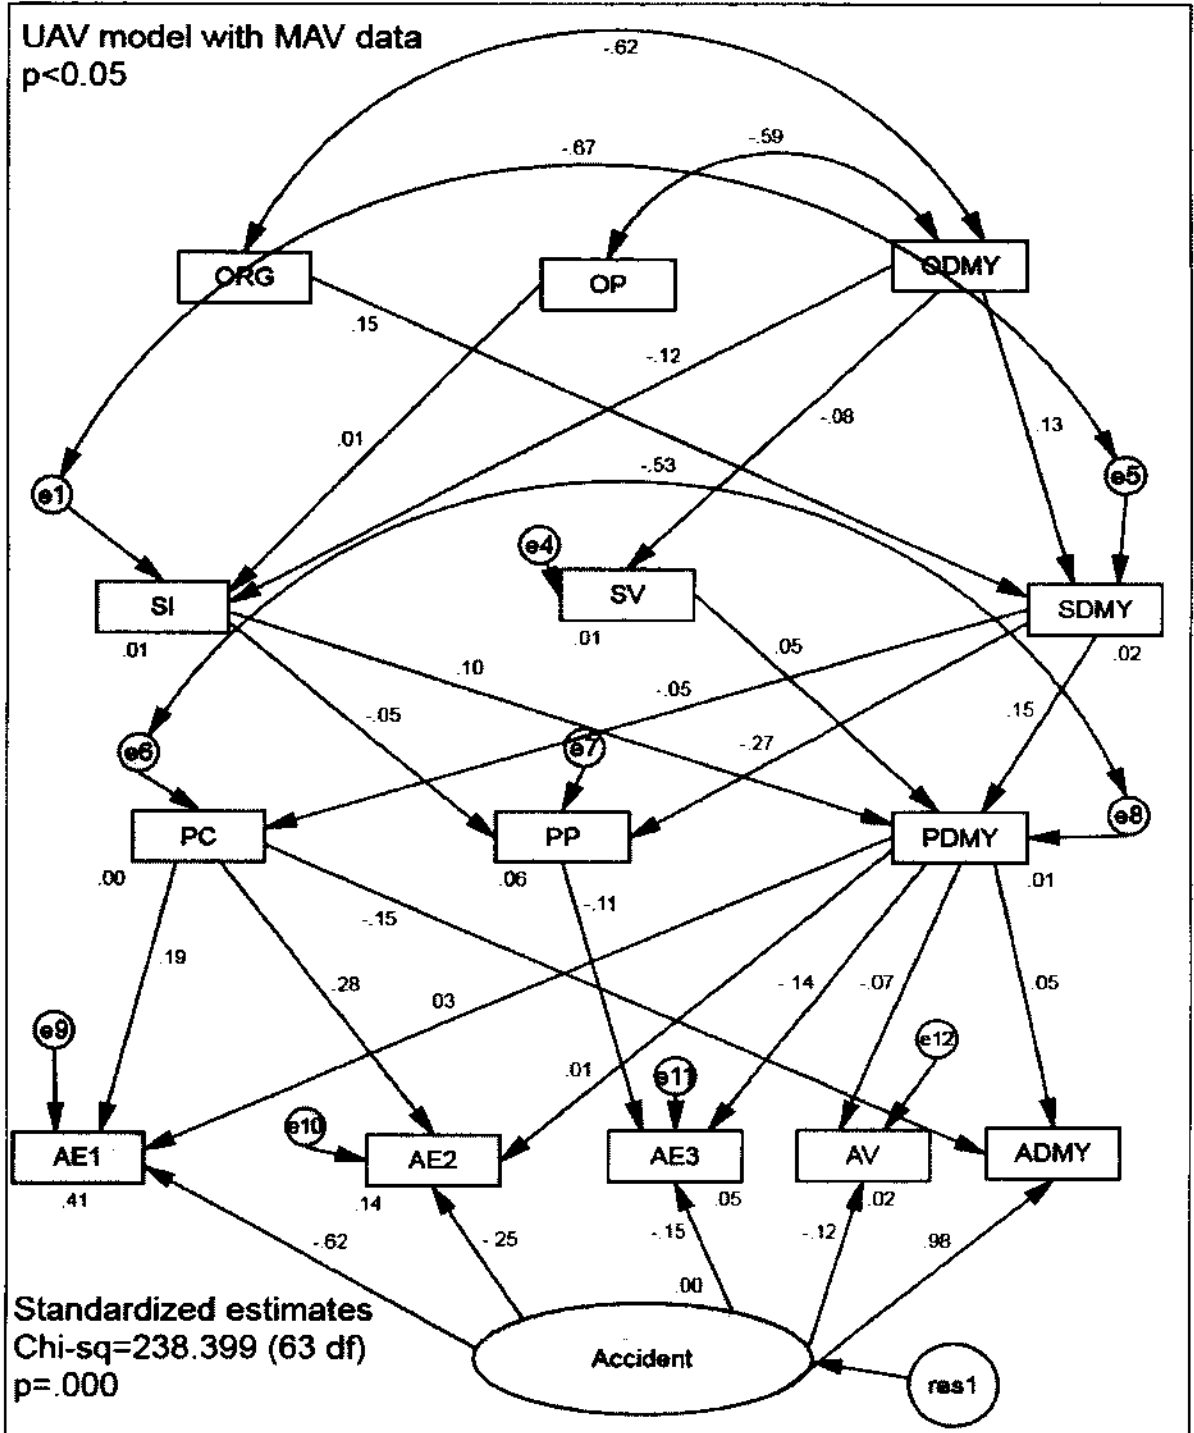 UAV model with MAV data
p<0.05
-.62
-.67
-.59
ORG
OP
ODMY
.15
-.12
-.08
.13
.01
-.53
e1
e5
e4
SI
SV
SDMY
.01
.01
.02
.10
.05
-.05
-.05
.15
-.27
e6
e7
e8
PC
PP
PDMY
.00
.06
.01
-.11
-.15
.19
.28
03
-.14
-.07
.05
.01
e9
e10
e11
e12
AE1
AE2
AE3
AV
ADMY
.41
.14
.05
.02
-.62
-.25
-.15
-.12
.98
.00
Standardized estimates
Chi-sq=238.399 (63 df)
p=.000
Accident
res1